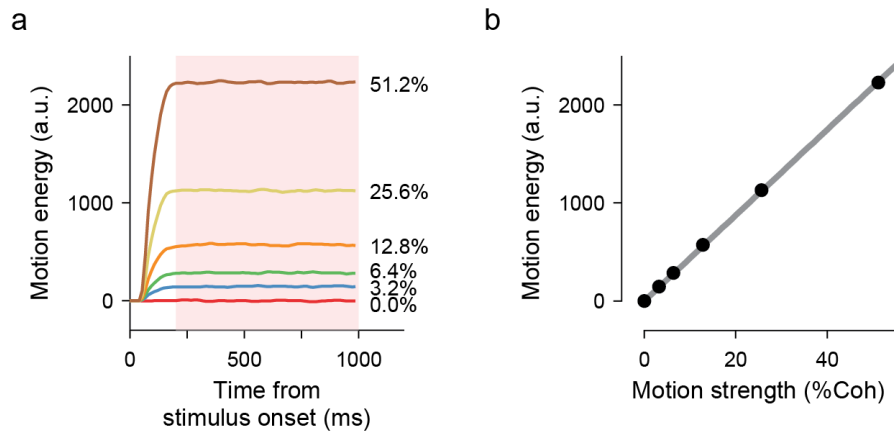 a
Motion energy (a.u.)
2000
1000
0
51.2%
25.6%
12.8%
6.4%
3.2%
0.0%
0
500
1000
Time from
stimulus onset (ms)
b
Motion energy (a.u.)
2000
1000
0
0
20
40
Motion strength (%Coh)